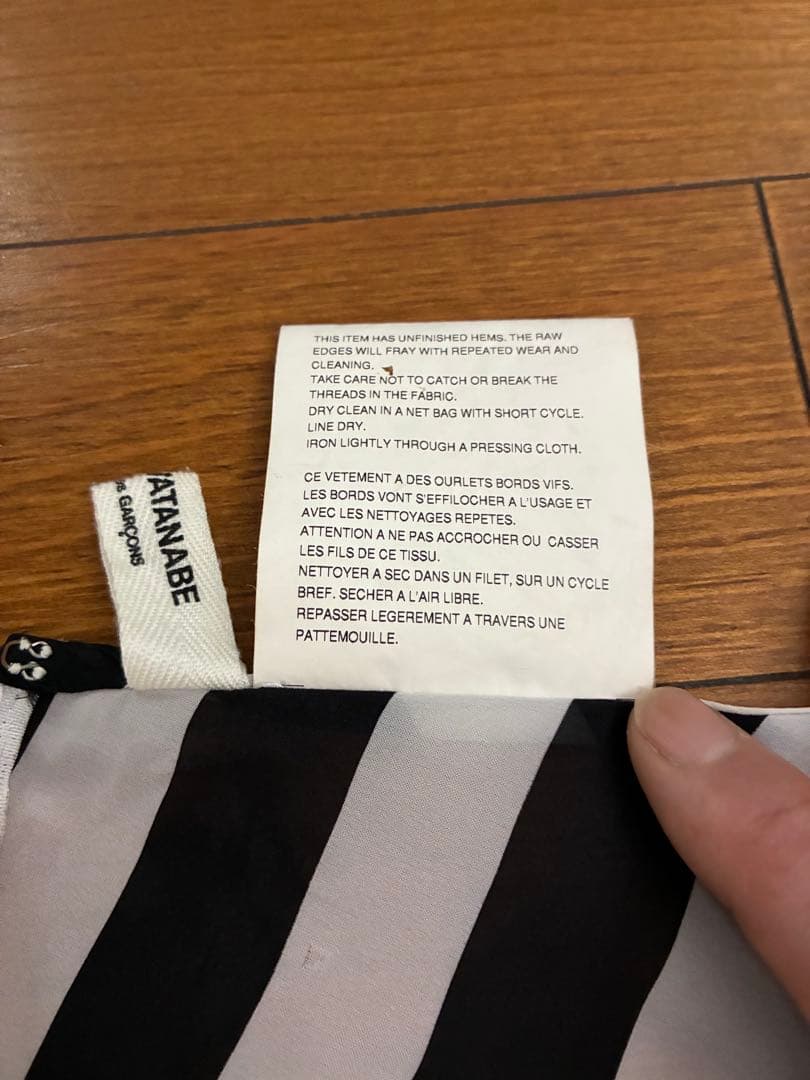 THIS ITEM HAS UNFINISHED HEMS. THE RAW
EDGES WILL FRAY WITH REPEATED WEAR AND
CLEANING.
TAKE CARE NOT TO CATCH OR BREAK THE
THREADS IN THE FABRIC.
DRY CLEAN IN A NET BAG WITH SHORT CYCLE.
LINE DRY.
IRON LIGHTLY THROUGH A PRESSING CLOTH.
CE VETEMENT A DES OURLETS BORDS VIFS.
LES BORDS VONT S'EFFILOCHER A L'USAGE ET
AVEC LES NETTOYAGES REPETES.
ATTENTION A NE PAS ACCROCHER OU CASSER
LES FILS DE CE TISSU.
NETTOYER A SEC DANS UN FILET, SUR UN CYCLE
BREF. SECHER A L'AIR LIBRE.
REPASSER LEGEREMENT A TRAVERS UNE
PATTEMOUILLE.
ATANABE
GARÇONS